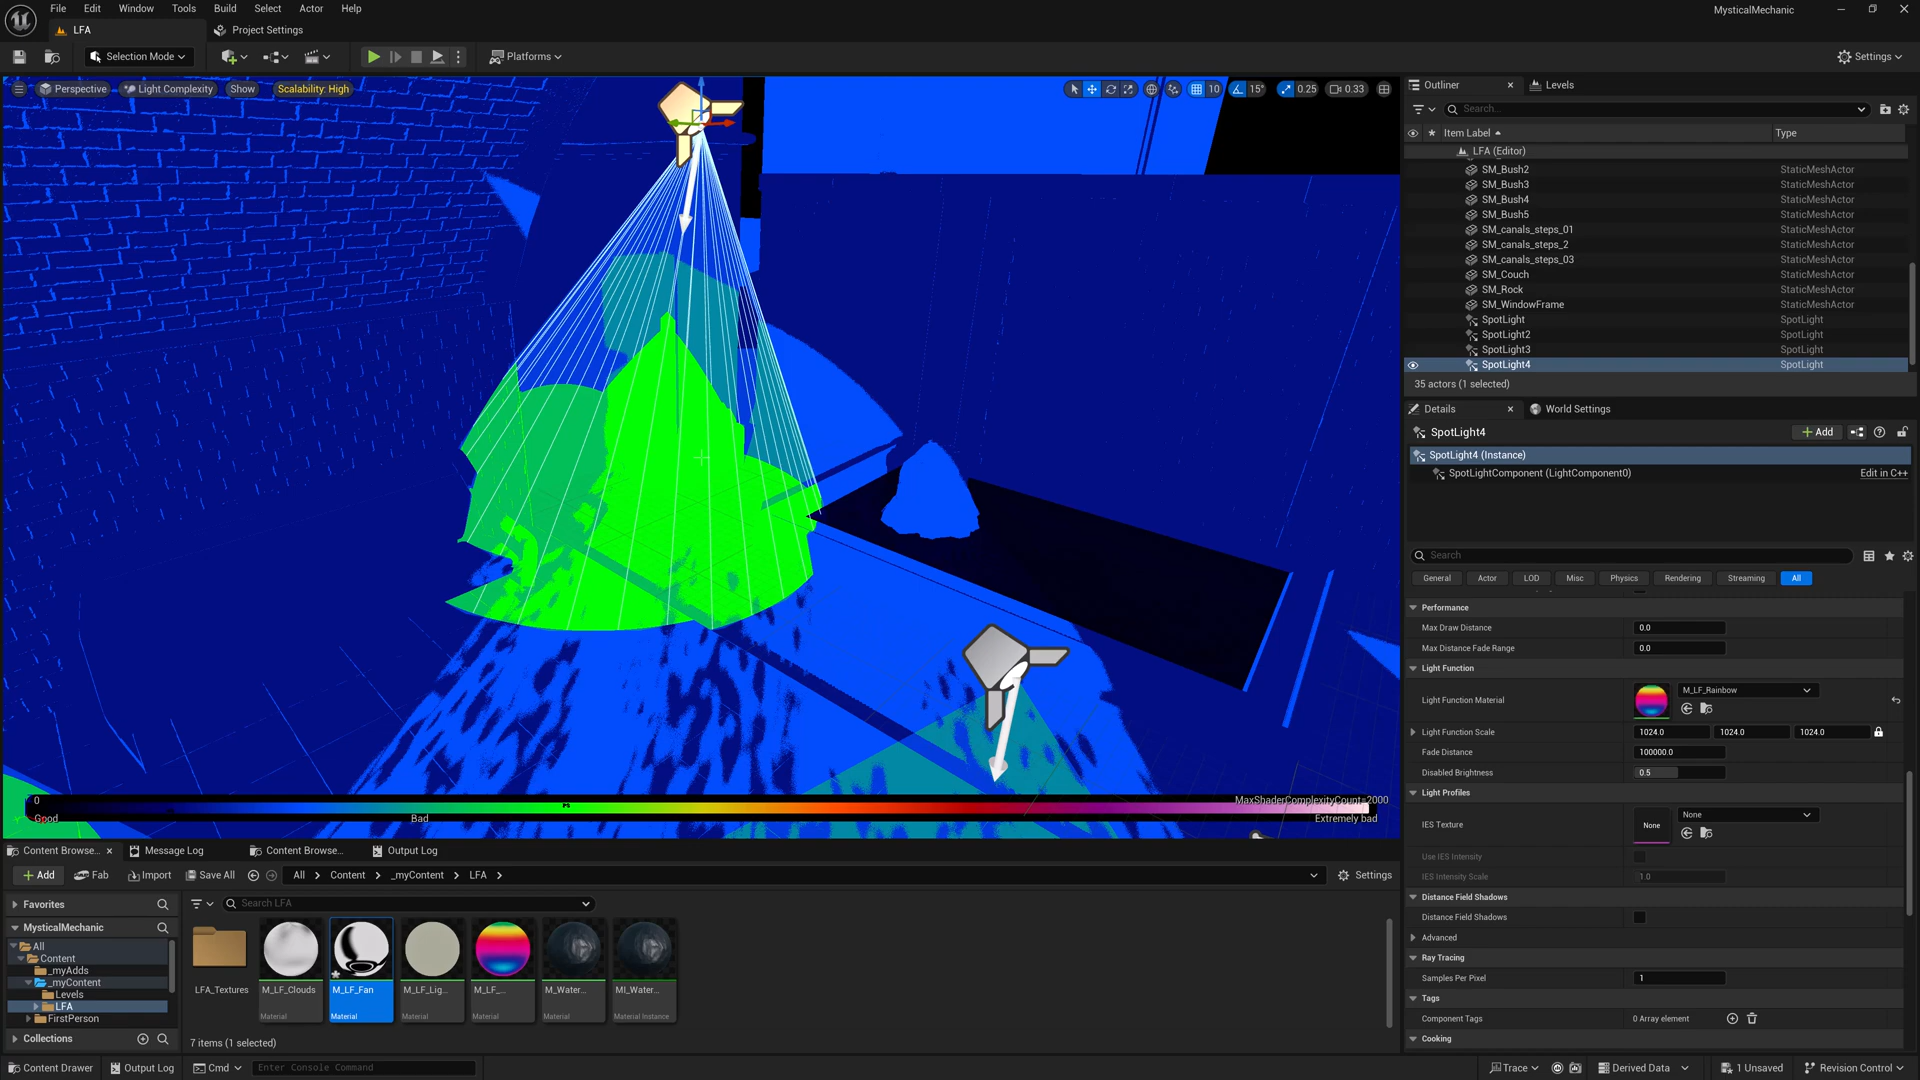 File Edit Window Tools Build Select Actor Help
MysticalMechanic
LFA
Project Settings
Selection Mode
Platforms
Settings
Perspective
Light Complexity
Show
Scalability: High
10
15°
0.25
0.33
0
Good
Bad
MaxShaderComplexityCount=2000
Extremely bad
Outliner
Levels
Search...
Item Label
Type
LFA (Editor)
SM_Bush2 StaticMeshActor
SM_Bush3 StaticMeshActor
SM_Bush4 StaticMeshActor
SM_Bush5 StaticMeshActor
SM_canals_steps_01 StaticMeshActor
SM_canals_steps_2 StaticMeshActor
SM_canals_steps_03 StaticMeshActor
SM_Couch StaticMeshActor
SM_Rock StaticMeshActor
SM_WindowFrame StaticMeshActor
SpotLight SpotLight
SpotLight2 SpotLight
SpotLight3 SpotLight
SpotLight4 SpotLight
35 actors (1 selected)
Details
World Settings
SpotLight4
Add
SpotLight4 (Instance)
SpotLightComponent (LightComponent0)
Edit in C++
Search
General Actor LOD Misc Physics Rendering Streaming All
Performance
Max Draw Distance 0.0
Max Distance Fade Range 0.0
Light Function
Light Function Material M_LF_Rainbow
Light Function Scale 1024.0 1024.0 1024.0
Fade Distance 100000.0
Disabled Brightness 0.5
Light Profiles
IES Texture None None
Use IES Intensity
IES Intensity Scale 1.0
Distance Field Shadows
Distance Field Shadows
Advanced
Ray Tracing
Samples Per Pixel 1
Tags
Component Tags 0 Array element
Cooking
Content Browse...
Message Log
Content Browse...
Output Log
Add
Fab
Import
Save All
All > Content > _myContent > LFA >
Settings
Favorites
MysticalMechanic
All
Content
_myAdds
_myContent
Levels
LFA
FirstPerson
Collections
Search LFA
LFA_Textures
M_LF_Clouds
Material
M_LF_Fan
Material
M_LF_Lig...
Material
M_LF_...
Material
M_Water...
Material
MI_Water...
Material Instance
7 items (1 selected)
Content Drawer
Output Log
Cmd
Enter Console Command
Trace
Derived Data
1 Unsaved
Revision Control